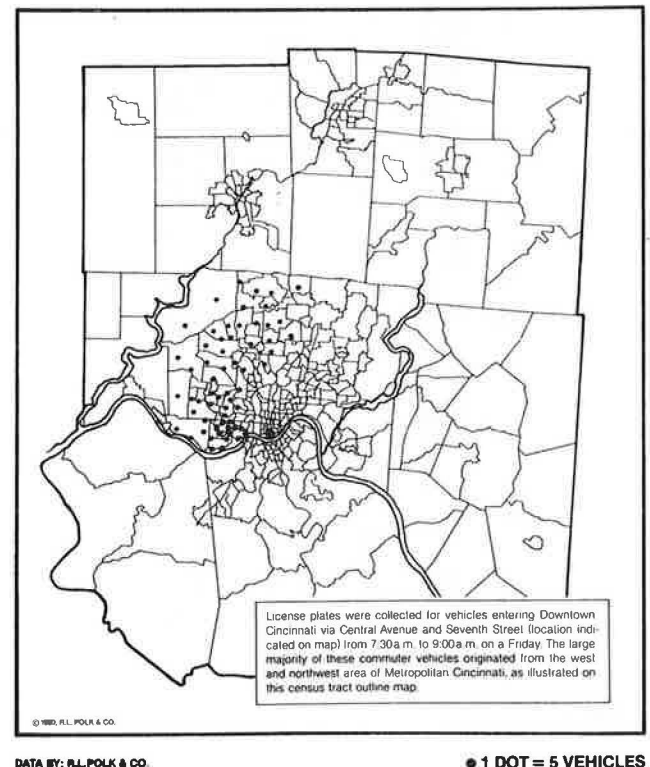 License plates were collected for vehicles entering Downtown
Cincinnati via Central Avenue and Seventh Street (location indi-
cated on map) from 7:30 a.m. to 9:00 a.m. on a Friday. The large
majority of these commuter vehicles originated from the west
and northwest area of Metropolitan Cincinnati, as illustrated on
this census tract outline map.
© 1980, R.L. POLK & CO.
DATA BY: R.L. POLK & CO.
● 1 DOT = 5 VEHICLES